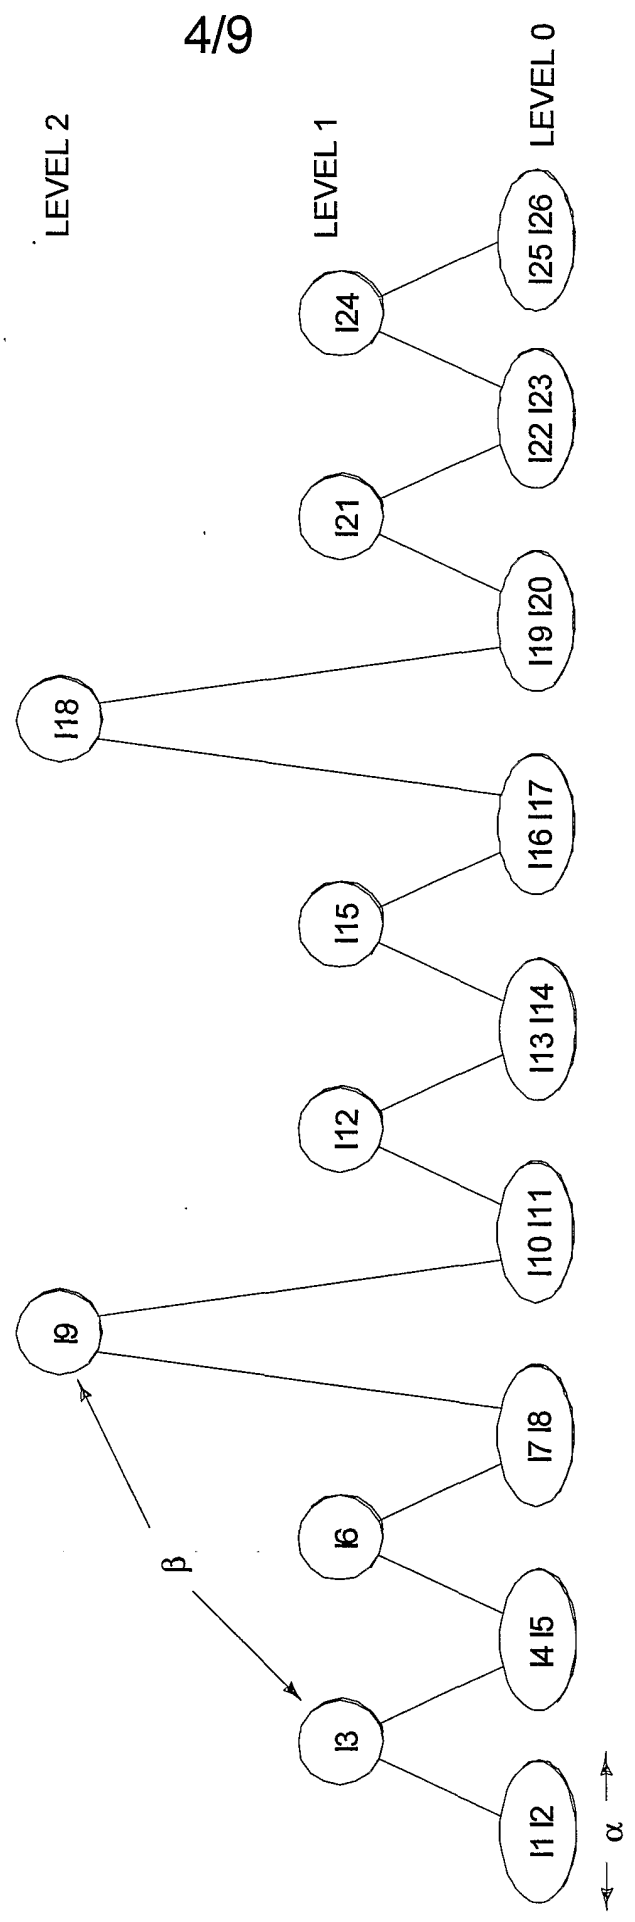 4/9
LEVEL 2
I9
I18
LEVEL 1
I3
I6
I12
I15
I21
I24
LEVEL 0
I1 I2
I4 I5
I7 I8
I10 I11
I13 I14
I16 I17
I19 I20
I22 I23
I25 I26
β
α